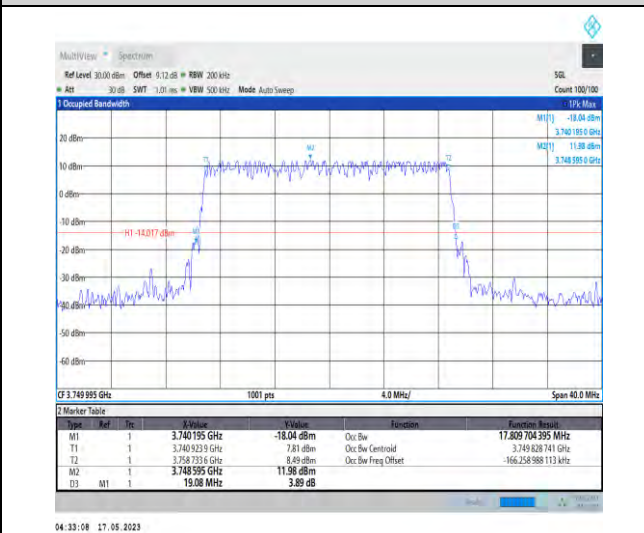 MultiView Spectrum
Ref Level 30.00 dBm Offset 9.12 dB RBW 200 kHz SGL
Att 30 dB SWT 1.01 ms VBW 500 kHz Mode Auto Sweep Count 100/100
1 Occupied Bandwidth 1Pk Max
M1[1] -18.04 dBm
3.740 195 0 GHz
M2[1] 11.98 dBm
3.748 595 0 GHz
20 dBm
M2
T2
10 dBm
0 dBm
-10 dBm
H1 -14.017 dBm
-20 dBm
-30 dBm
-40 dBm
-50 dBm
-60 dBm
CF 3.749 995 GHz 1001 pts 4.0 MHz/ Span 40.0 MHz
2 Marker Table
Type Ref Trc X-Value Y-Value Function Function Result
M1 1 3.740 195 GHz -18.04 dBm Occ Bw 17.809 704 395 MHz
T1 1 3.740 923 9 GHz 7.81 dBm Occ Bw Centroid 3.749 828 741 GHz
T2 1 3.758 733 6 GHz 8.49 dBm Occ Bw Freq Offset -166.258 988 113 kHz
M2 1 3.748 595 GHz 11.98 dBm
D3 M1 1 19.08 MHz 3.89 dB
04:33:08 17.05.2023